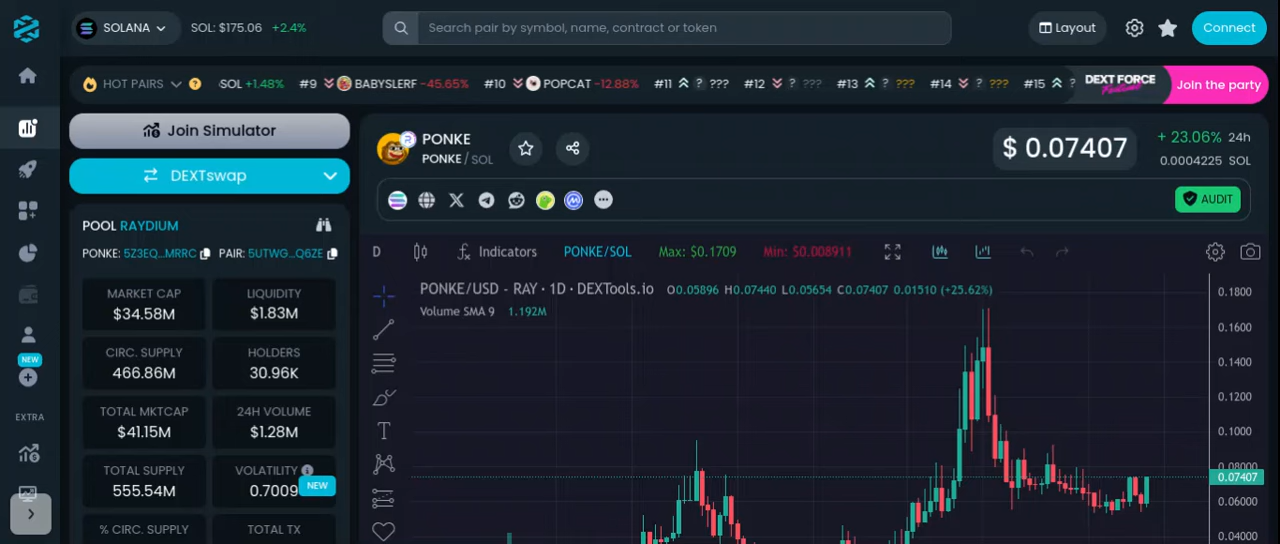 SOLANA
SOL: $175.06 +2.4%
Search pair by symbol, name, contract or token
Layout
Connect
HOT PAIRS ? SOL +1.48% #9 BABYSLERF -45.65% #10 POPCAT -12.88% #11 ? ??? #12 ? ??? #13 ? ??? #14 ? ??? #15 ?
DEXT FORCE
Join the party
Join Simulator
DEXTswap
POOL RAYDIUM
PONKE: 5Z3EQ...MRRC PAIR: 5UTWG...Q6ZE
MARKET CAP
$34.58M
LIQUIDITY
$1.83M
CIRC. SUPPLY
466.86M
HOLDERS
30.96K
TOTAL MKTCAP
$41.15M
24H VOLUME
$1.28M
TOTAL SUPPLY
555.54M
VOLATILITY
0.7009
NEW
% CIRC. SUPPLY
TOTAL TX
NEW
EXTRA
PONKE
PONKE / SOL
$ 0.07407
+ 23.06% 24h
0.0004225 SOL
AUDIT
D
Indicators
PONKE/SOL
Max: $0.1709
Min: $0.008911
PONKE/USD - RAY · 1D · DEXTools.io O0.05896 H0.07440 L0.05654 C0.07407 0.01510 (+25.62%)
Volume SMA 9 1.192M
0.1800
0.1600
0.1400
0.1200
0.1000
0.08000
0.07407
0.06000
0.04000